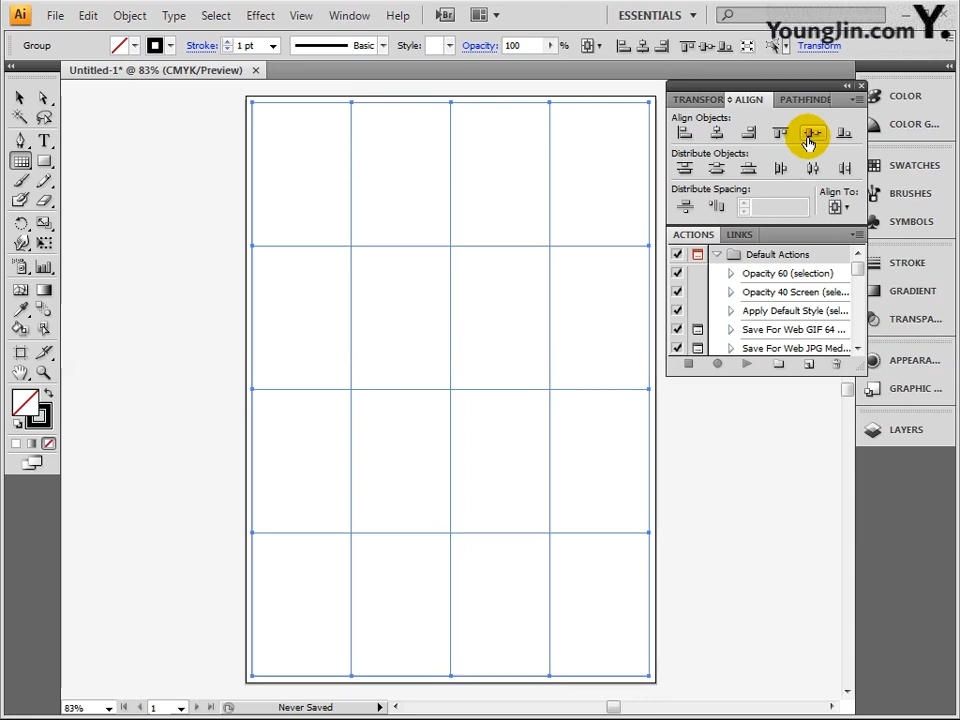 Ai File Edit Object Type Select Effect View Window Help Br ESSENTIALS
YoungJin.com Y.
Group Stroke: 1 pt Basic Style: Opacity: 100 % Transform
Untitled-1* @ 83% (CMYK/Preview)
TRANSFOR ALIGN PATHFINDE
Align Objects:
Distribute Objects:
Distribute Spacing: Align To:
ACTIONS LINKS
Default Actions
Opacity 60 (selection)
Opacity 40 Screen (sele...
Apply Default Style (sel...
Save For Web GIF 64 ...
Save For Web JPG Med...
COLOR
COLOR G...
SWATCHES
BRUSHES
SYMBOLS
STROKE
GRADIENT
TRANSPA...
APPEARA...
GRAPHIC ...
LAYERS
T
83% 1 Never Saved